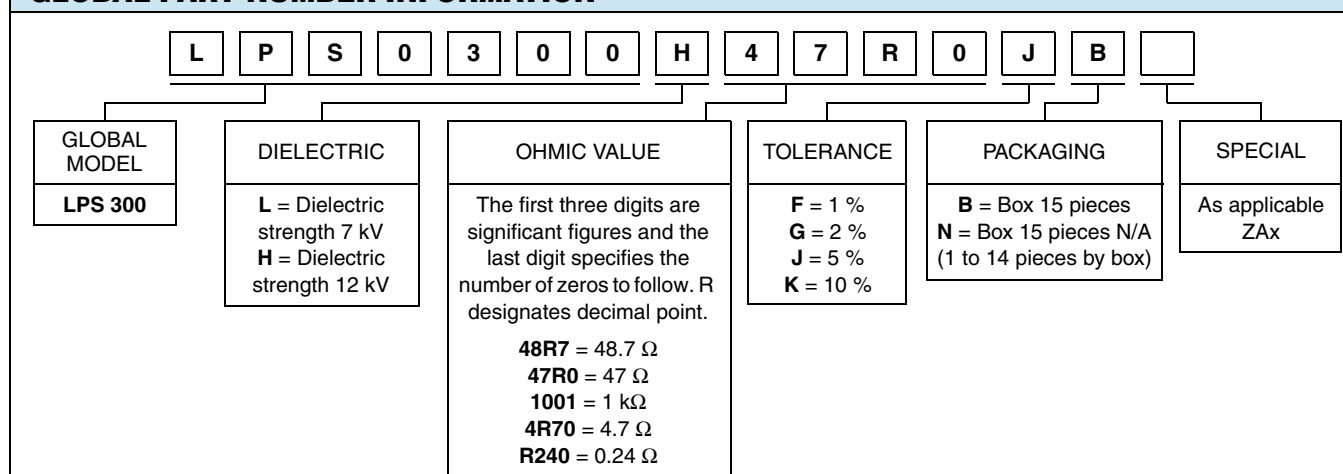 GLOBAL PART NUMBER INFORMATION
L P S 0 3 0 0 H 4 7 R 0 J B
GLOBAL
MODEL
LPS 300
DIELECTRIC
L = Dielectric
strength 7 kV
H = Dielectric
strength 12 kV
OHMIC VALUE
The first three digits are
significant figures and the
last digit specifies the
number of zeros to follow. R
designates decimal point.
48R7 = 48.7 Ω
47R0 = 47 Ω
1001 = 1 kΩ
4R70 = 4.7 Ω
R240 = 0.24 Ω
TOLERANCE
F = 1 %
G = 2 %
J = 5 %
K = 10 %
PACKAGING
B = Box 15 pieces
N = Box 15 pieces N/A
(1 to 14 pieces by box)
SPECIAL
As applicable
ZAx